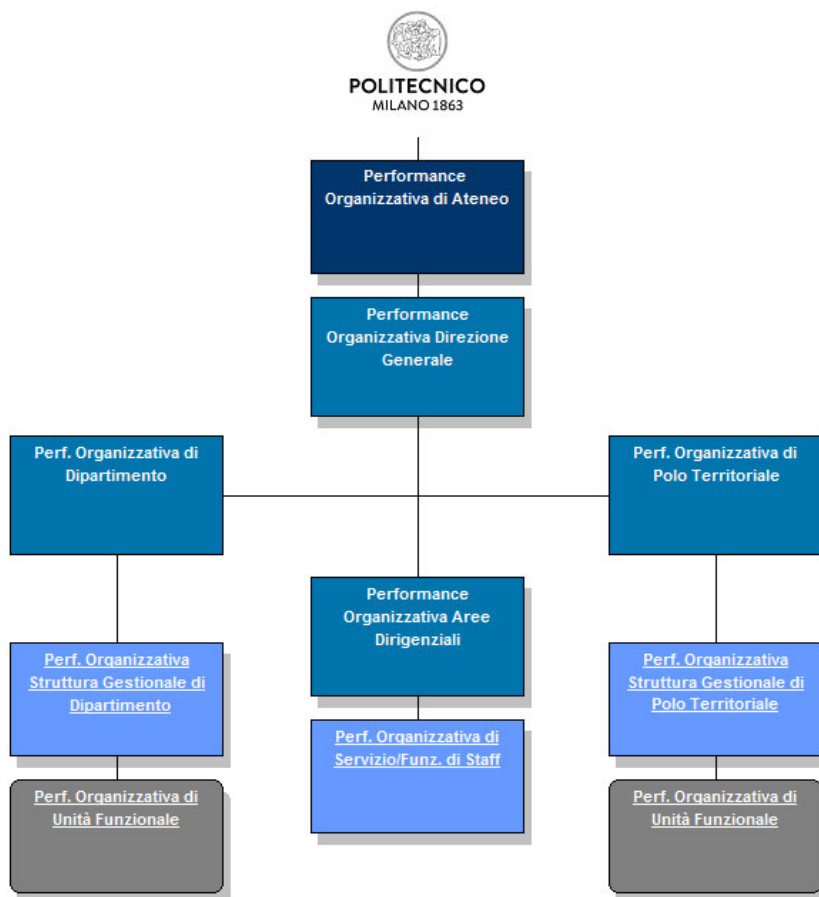 POLITECNICO
MILANO 1863
Performance
Organizzativa di Ateneo
Performance
Organizzativa Direzione
Generale
Perf. Organizzativa di
Dipartimento
Perf. Organizzativa di
Polo Territoriale
Performance
Organizzativa Aree
Dirigenziali
Perf. Organizzativa
Struttura Gestionale di
Dipartimento
Perf. Organizzativa
Struttura Gestionale di
Polo Territoriale
Perf. Organizzativa di
Servizio/Funz. di Staff
Perf. Organizzativa di
Unità Funzionale
Perf. Organizzativa di
Unità Funzionale